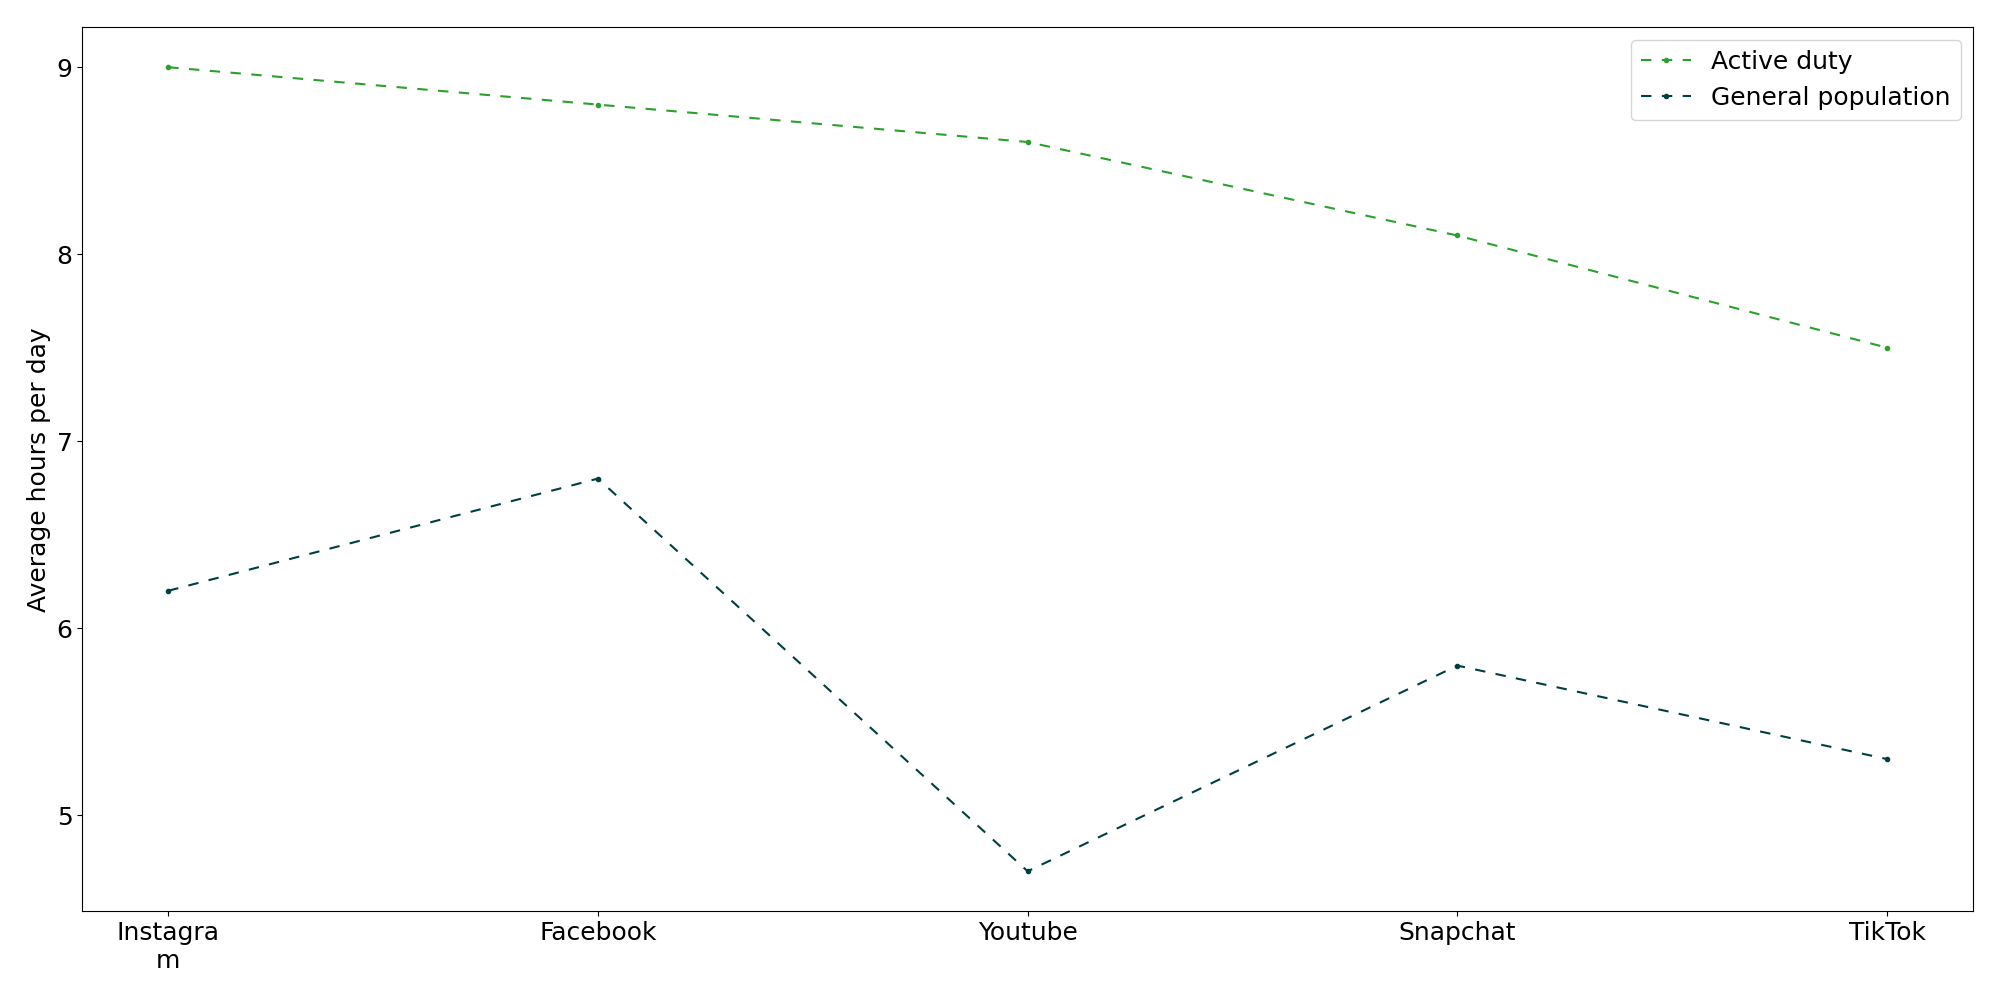 Active duty
General population
Average hours per day
9
8
7
6
5
Instagra
m
Facebook
Youtube
Snapchat
TikTok